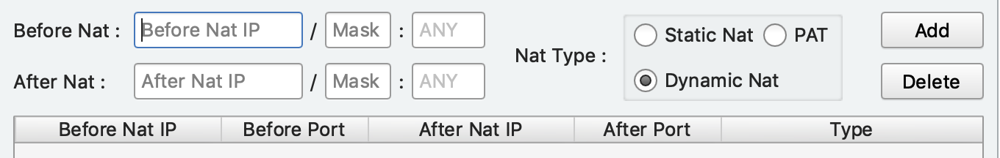 Before Nat : Before Nat IP / Mask : ANY
After Nat : After Nat IP / Mask : ANY
Nat Type :
Static Nat PAT
Dynamic Nat
Add
Delete
Before Nat IP Before Port After Nat IP After Port Type